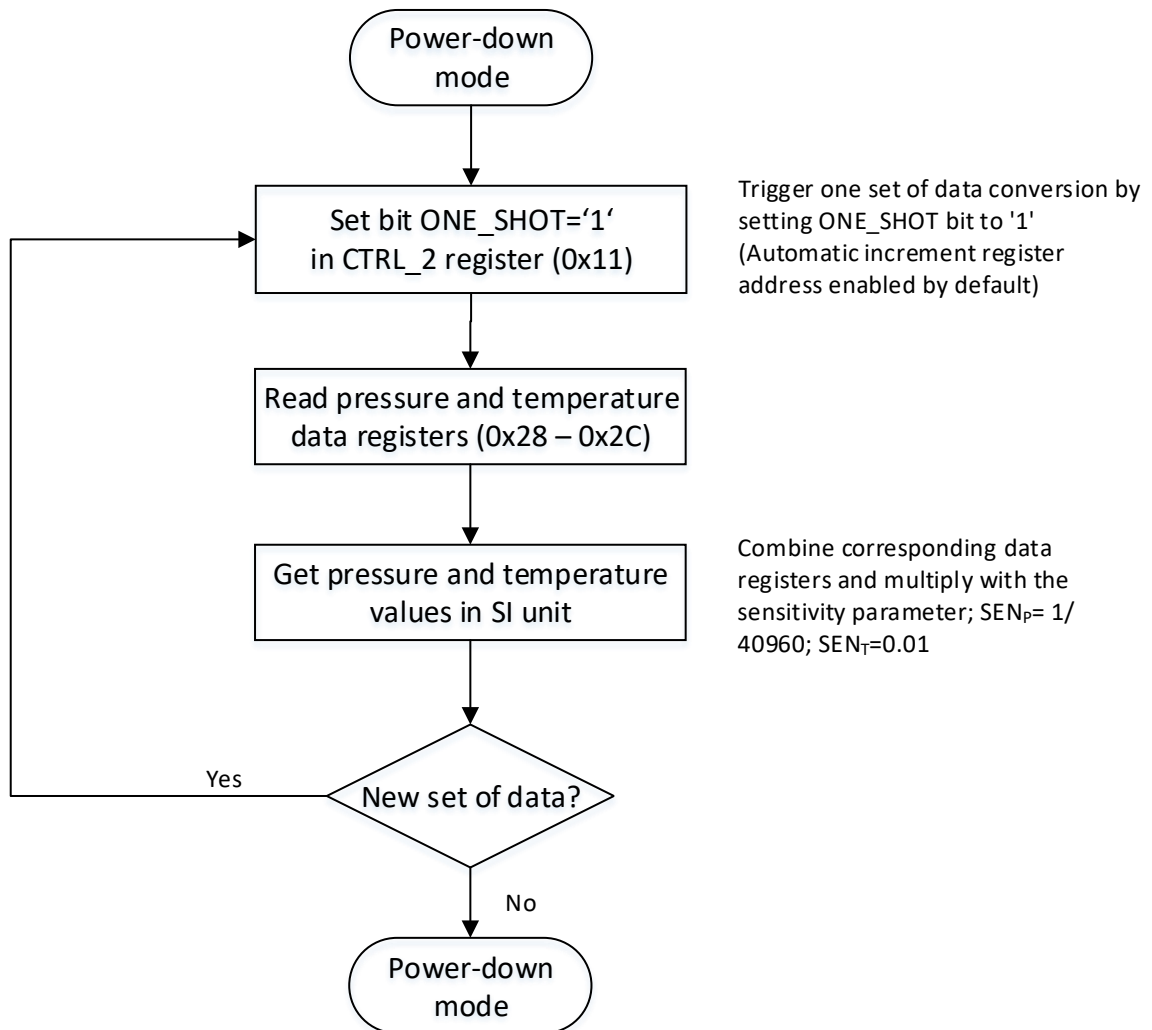 Power-down
mode
Set bit ONE_SHOT=‘1‘
in CTRL_2 register (0x11)
Trigger one set of data conversion by
setting ONE_SHOT bit to '1'
(Automatic increment register
address enabled by default)
Read pressure and temperature
data registers (0x28 – 0x2C)
Get pressure and temperature
values in SI unit
Combine corresponding data
registers and multiply with the
sensitivity parameter; SENP= 1/
40960; SENT=0.01
Yes
New set of data?
No
Power-down
mode